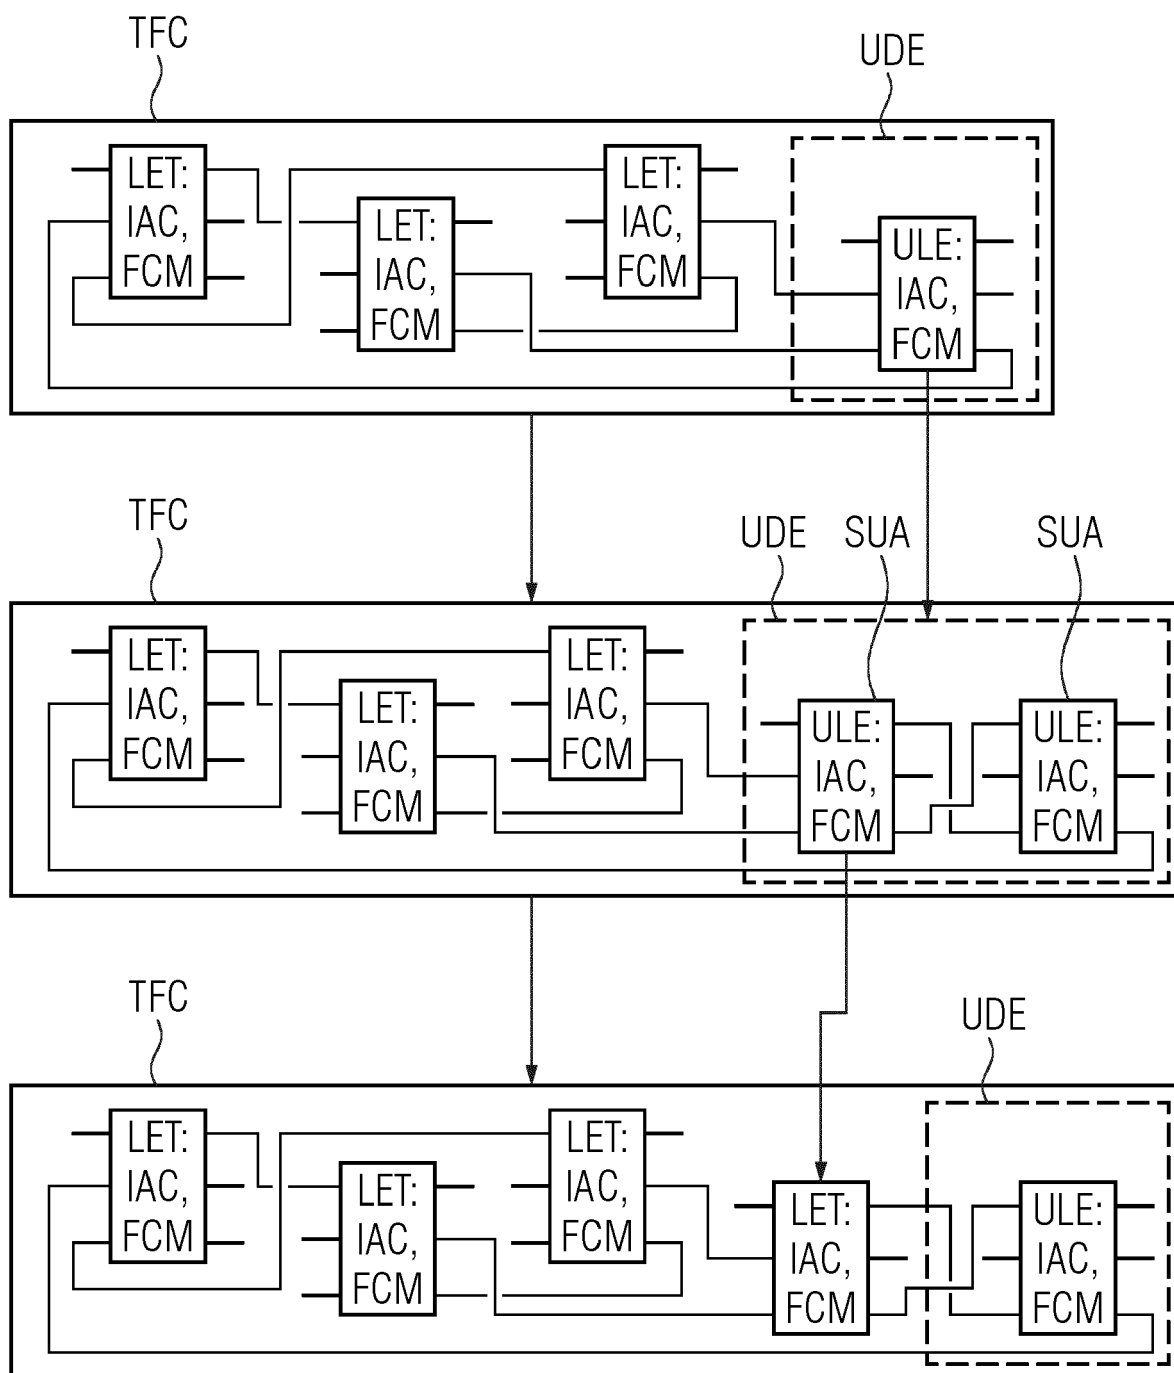 TFC
UDE
LET:
IAC,
FCM
LET:
IAC,
FCM
LET:
IAC,
FCM
ULE:
IAC,
FCM
TFC
UDE
SUA
SUA
LET:
IAC,
FCM
LET:
IAC,
FCM
LET:
IAC,
FCM
ULE:
IAC,
FCM
ULE:
IAC,
FCM
TFC
UDE
LET:
IAC,
FCM
LET:
IAC,
FCM
LET:
IAC,
FCM
LET:
IAC,
FCM
ULE:
IAC,
FCM